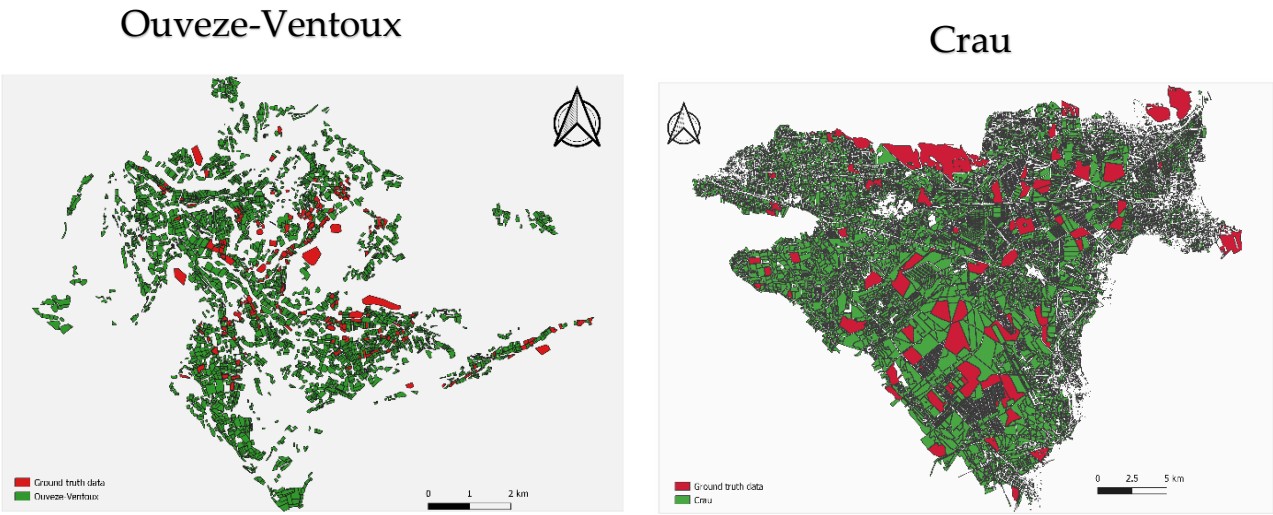 Ouveze-Ventoux
Crau
Ground truth data
Ouveze-Ventoux
0 1 2 km
Ground truth data
Crau
0 2.5 5 km